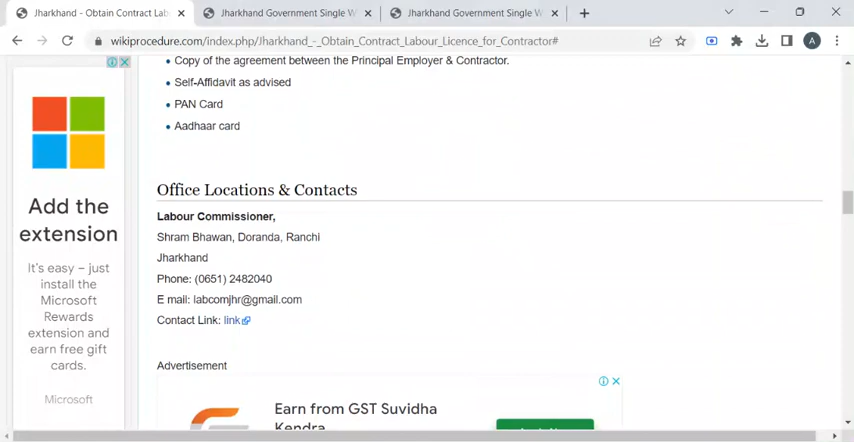 Jharkhand - Obtain Contract Lab
Jharkhand Government Single W
Jharkhand Government Single W
wikiprocedure.com/index.php/Jharkhand_-_Obtain_Contract_Labour_Licence_for_Contractor#
A
Copy of the agreement between the Principal Employer & Contractor.
Self-Affidavit as advised
PAN Card
Aadhaar card
Add the
extension
It's easy – just
install the
Microsoft
Rewards
extension and
earn free gift
cards.
Microsoft
Office Locations & Contacts
Labour Commissioner,
Shram Bhawan, Doranda, Ranchi
Jharkhand
Phone: (0651) 2482040
E mail: labcomjhr@gmail.com
Contact Link: link
Advertisement
Earn from GST Suvidha
Kendra